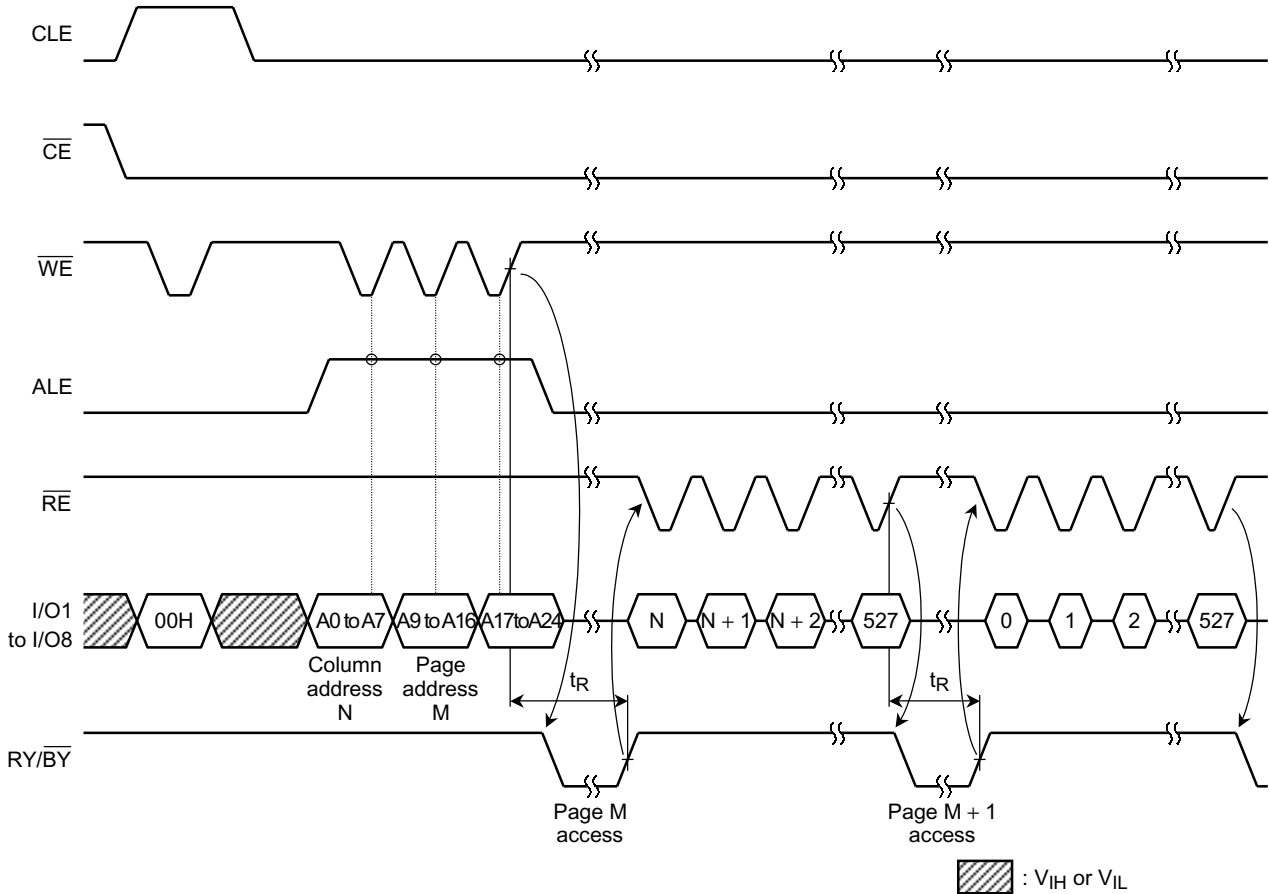 CLE
CE
WE
ALE
RE
I/O1
to I/O8
00H
A0 to A7
A9 to A16
A17 to A24
N
N + 1
N + 2
527
0
1
2
527
Column
address
N
Page
address
M
tR
tR
RY/BY
Page M
access
Page M + 1
access
: VIH or VIL